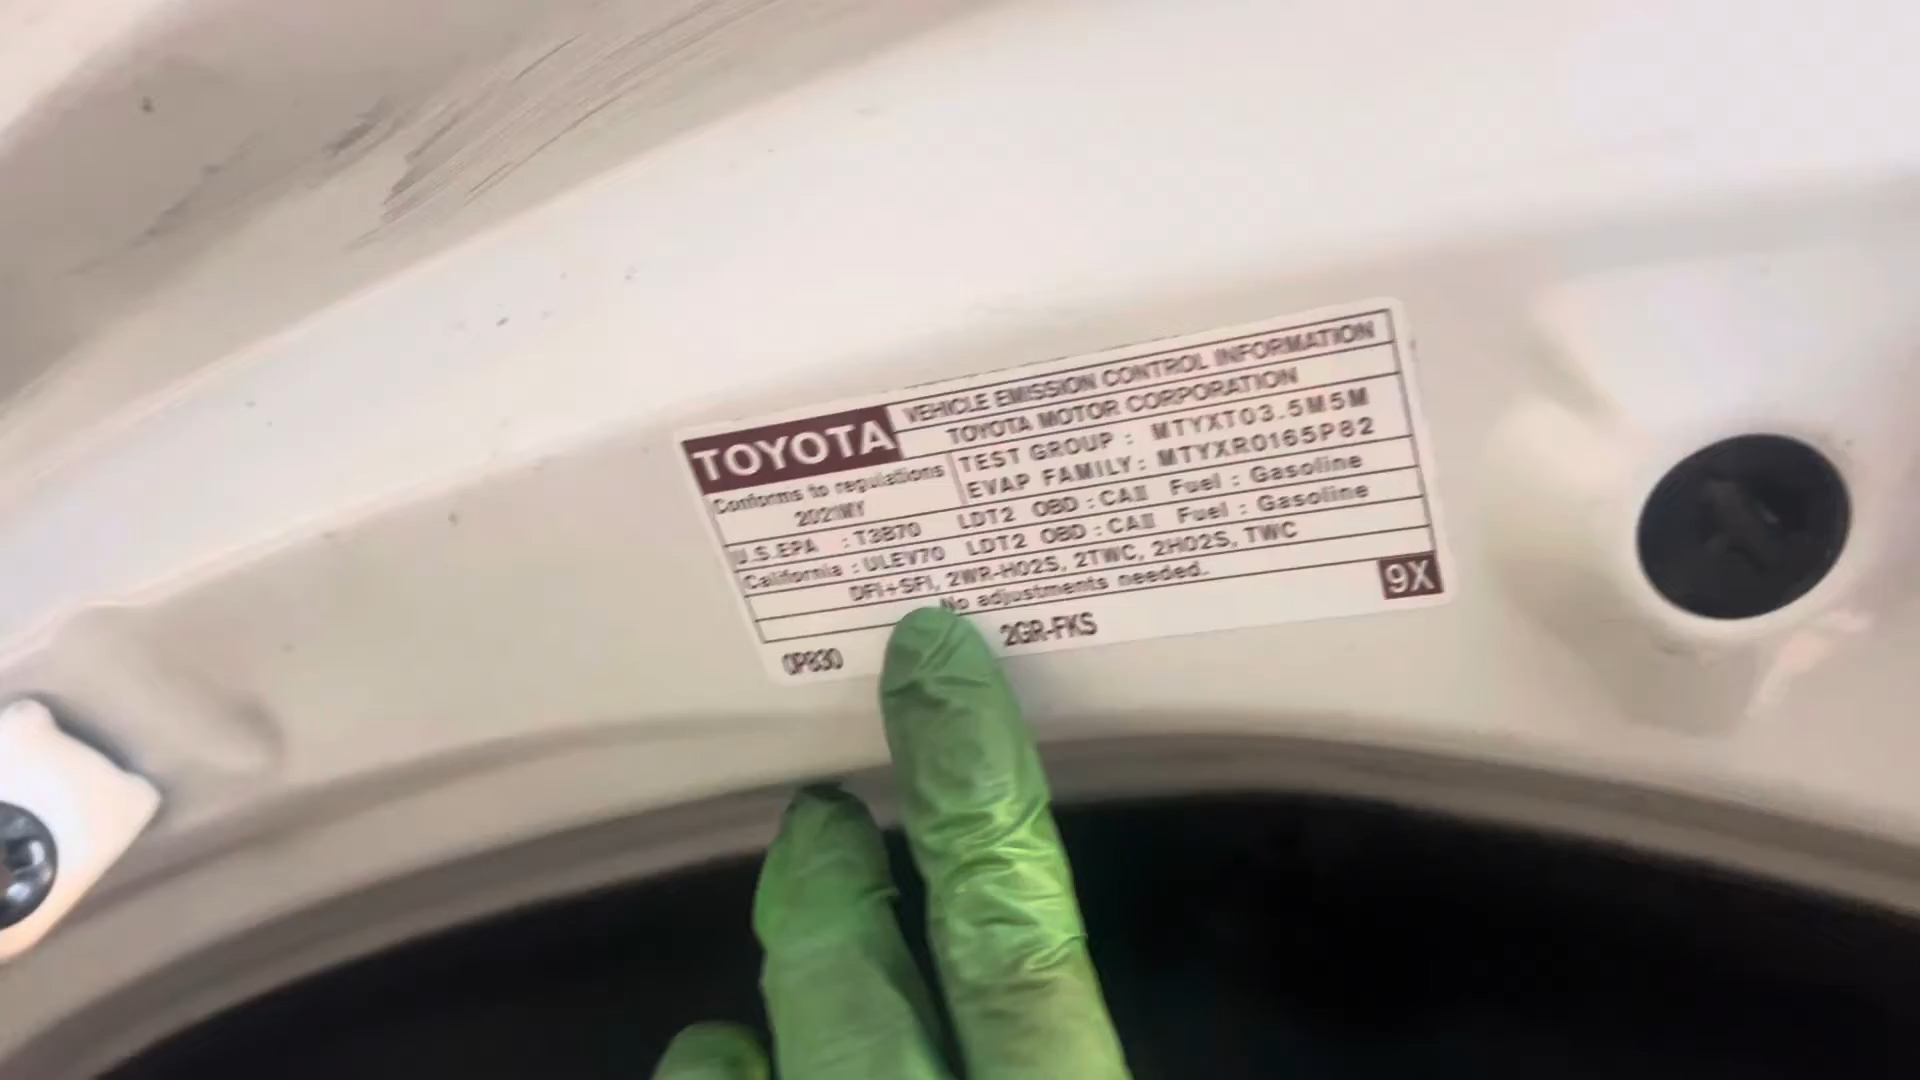 TOYOTA
VEHICLE EMISSION CONTROL INFORMATION
TOYOTA MOTOR CORPORATION
Conforms to regulations
2021MY
TEST GROUP : MTYXT03.5M5M
EVAP FAMILY : MTYXR0165P82
U.S.EPA : T3B70 LDT2 OBD : CAII Fuel : Gasoline
California : ULEV70 LDT2 OBD : CAII Fuel : Gasoline
DFI+SFI, 2WR-HO2S, 2TWC, 2HO2S, TWC
No adjustments needed.
0P830 2GR-FKS 9X